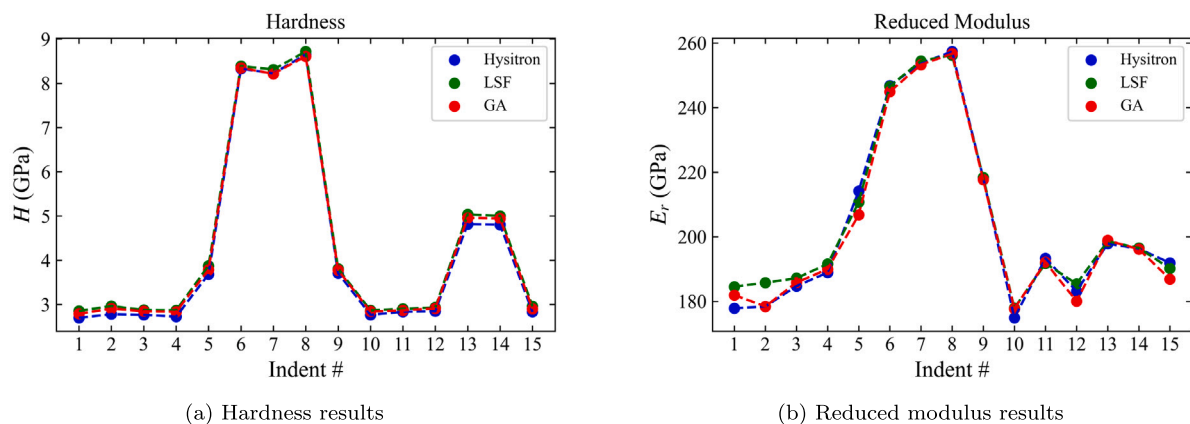 Hardness
9
8
7
6
5
4
3
H (GPa)
Hysitron
LSF
GA
1 2 3 4 5 6 7 8 9 10 11 12 13 14 15
Indent #
(a) Hardness results
Reduced Modulus
260
240
220
200
180
E_r (GPa)
Hysitron
LSF
GA
1 2 3 4 5 6 7 8 9 10 11 12 13 14 15
Indent #
(b) Reduced modulus results